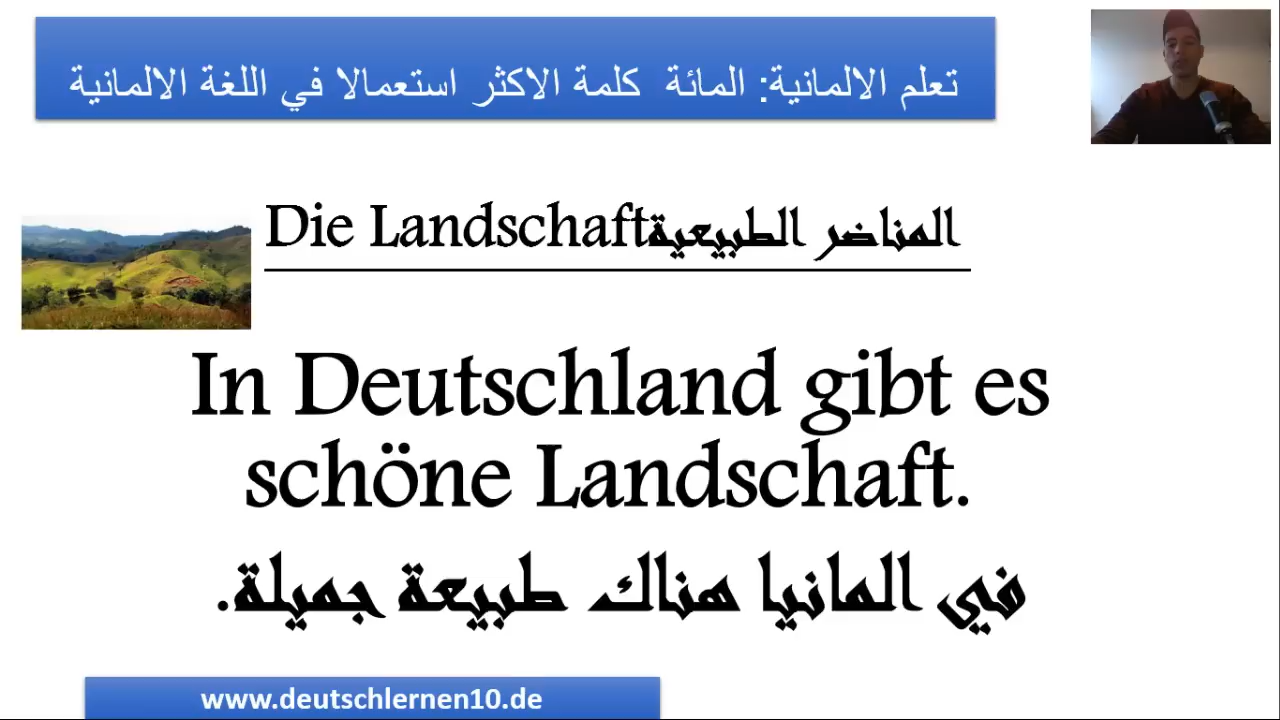 تعلم الالمانية: المائة كلمة الاكثر استعمالا في اللغة الالمانية
Die Landschaft المناضر الطبيعية
In Deutschland gibt es
schöne Landschaft.
في المانيا هناك طبيعة جميلة.
www.deutschlernen10.de